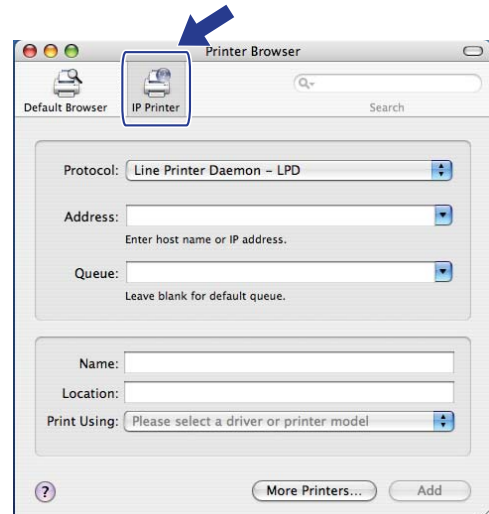 Printer Browser
Default Browser
IP Printer
Search
Protocol: Line Printer Daemon – LPD
Address:
Enter host name or IP address.
Queue:
Leave blank for default queue.
Name:
Location:
Print Using: Please select a driver or printer model
? More Printers... Add